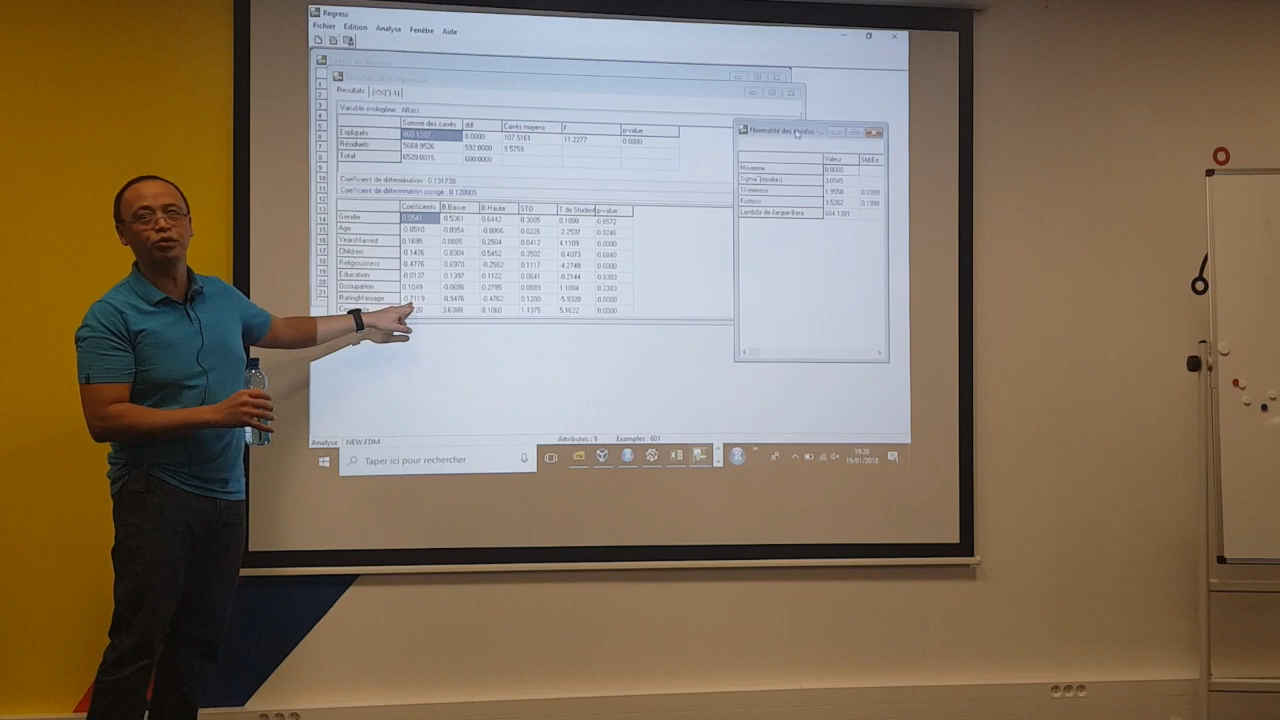 Regress
Fichier Edition Analyse Fenêtre Aide
Résultats
Variable endogène : Affairs
Somme des carrés ddl Carrés moyens F p-value
Expliqués 860.1287 8.0000 107.5161 11.2277 0.0000
Résiduels 5668.9526 592.0000 9.5759
Total 6529.0815 600.0000
Coefficient de détermination : 0.131738
Coefficient de détermination corrigé : 0.120005
Coefficients B.Basse B.Haute STD T de Student p-value
Gender 0.0541 -0.5361 0.6442 0.3005 0.1800 0.8572
Age -0.0510 -0.0954 -0.0066 0.0226 -2.2537 0.0246
YearsMarried 0.1695 0.0885 0.2504 0.0412 4.1109 0.0000
Children -0.1426 -0.8304 0.5452 0.3502 -0.4073 0.6840
Religiousness -0.4776 -0.6970 -0.2582 0.1117 -4.2748 0.0000
Education -0.0137 -0.1397 0.1122 0.0641 -0.2144 0.8303
Occupation 0.1049 -0.0696 0.2795 0.0889 1.1804 0.2383
RatingMarriage -0.7119 -0.9476 -0.4762 0.1200 -5.9320 0.0000
3.6380 8.1060 1.1375 5.1622 0.0000
Normalité des résidus
Valeur Std.Err
Moyenne 0.0000
Sigma^(epsilon) 3.0945
Skewness 1.9558 0.0999
Kurtosis 3.5262 0.1998
Lambda de Jarque Bera 684.1381
Analyse NEW.FDM Attributes : 9 Examples : 601
Taper ici pour rechercher
19:20
19/01/2018